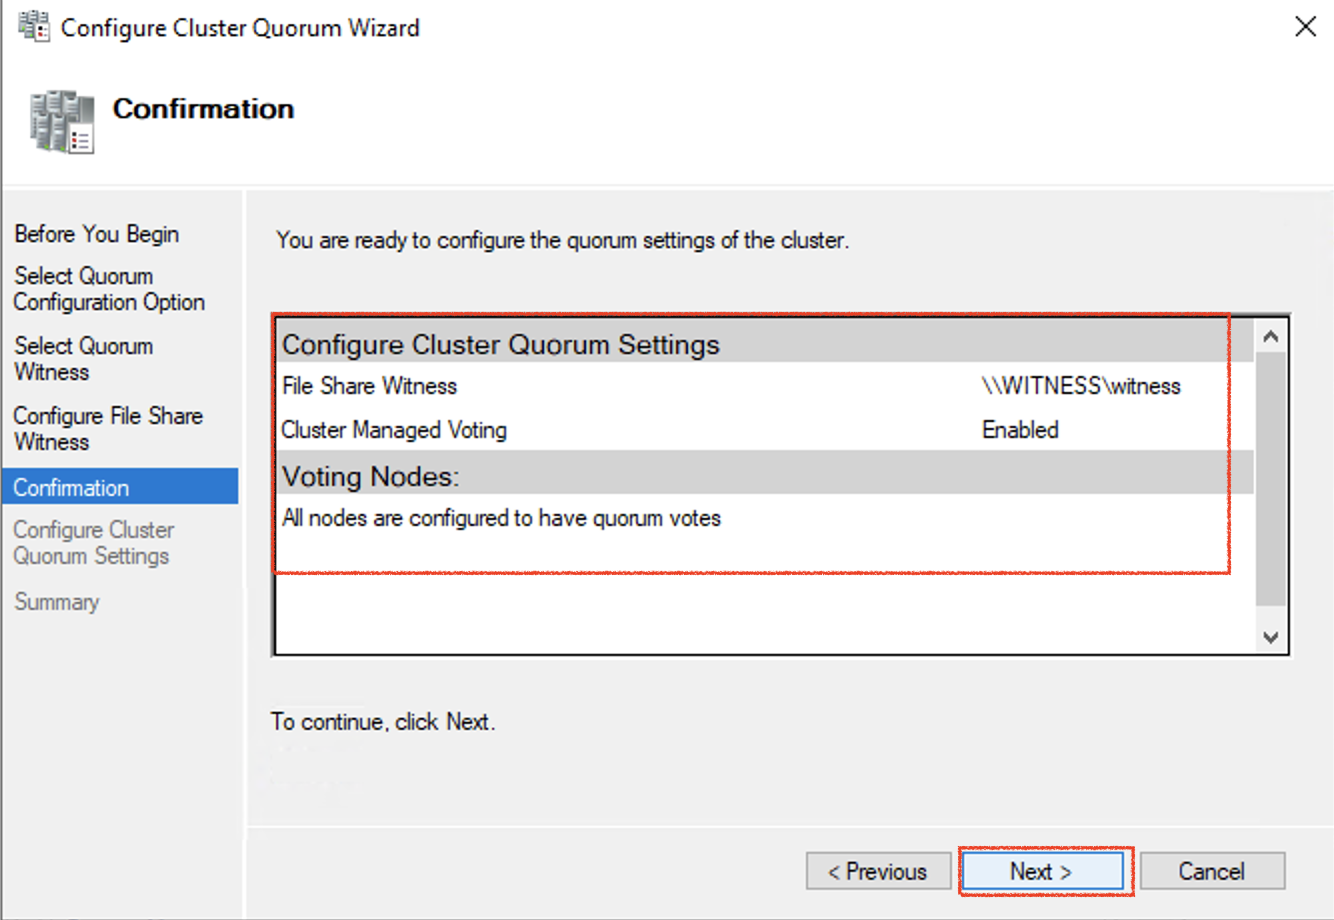 Configure Cluster Quorum Wizard
Confirmation
Before You Begin
Select Quorum
Configuration Option
Select Quorum
Witness
Configure File Share
Witness
Confirmation
Configure Cluster
Quorum Settings
Summary
You are ready to configure the quorum settings of the cluster.
Configure Cluster Quorum Settings
File Share Witness \\WITNESS\witness
Cluster Managed Voting Enabled
Voting Nodes:
All nodes are configured to have quorum votes
To continue, click Next.
< Previous Next > Cancel